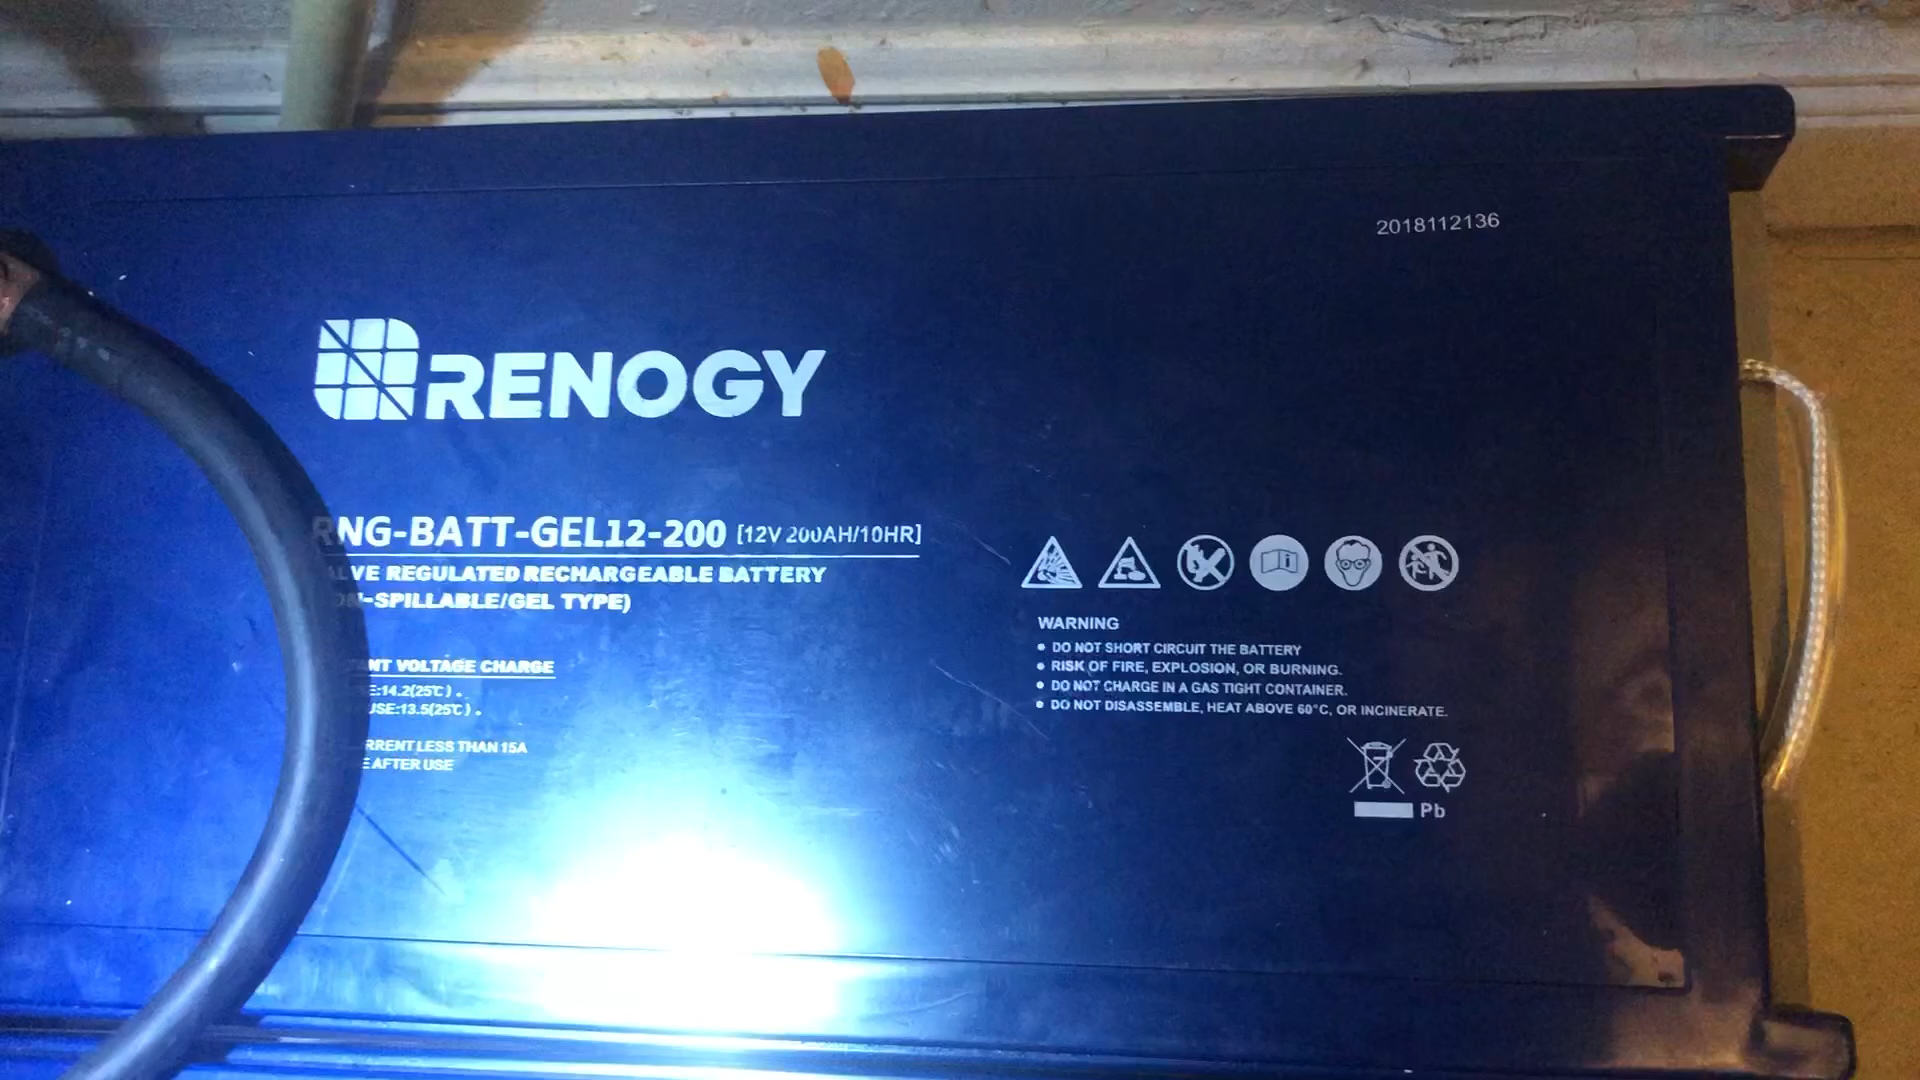 2018112136
RENOGY
RNG-BATT-GEL12-200 [12V 200AH/10HR]
LVE REGULATED RECHARGEABLE BATTERY
-SPILLABLE/GEL TYPE)
NT VOLTAGE CHARGE
E:14.2(25℃).
USE:13.5(25℃).
RRENT LESS THAN 15A
E AFTER USE
WARNING
• DO NOT SHORT CIRCUIT THE BATTERY
• RISK OF FIRE, EXPLOSION, OR BURNING.
• DO NOT CHARGE IN A GAS TIGHT CONTAINER.
• DO NOT DISASSEMBLE, HEAT ABOVE 60°C, OR INCINERATE.
Pb